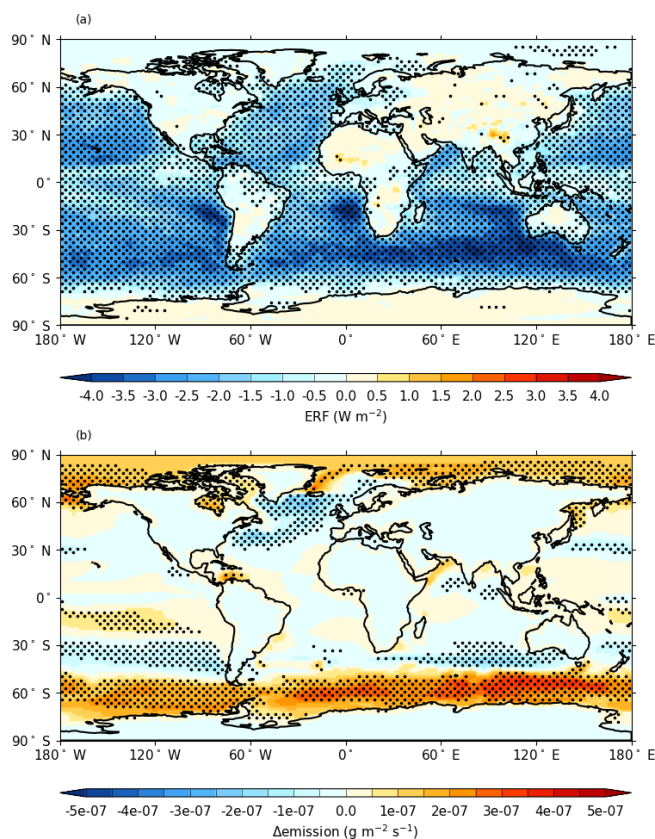 (a)
90° N
60° N
30° N
0°
30° S
60° S
90° S
180° W 120° W 60° W 0° 60° E 120° E 180° E
-4.0 -3.5 -2.5 -2.0 -1.5 -1.0 -0.5 0.0 0.5 1.0 1.5 2.0 2.5 3.0 3.5 4.0
ERF (W m⁻²)
(b)
90° N
60° N
30° N
0°
30° S
60° S
90° S
180° W 120° W 60° W 0° 60° E 120° E 180° E
-5e-07 -4e-07 -2e-07 -1e-07 0.0 1e-07 2e-07 3e-07 4e-07 5e-07
Δemission (g m⁻² s⁻¹)